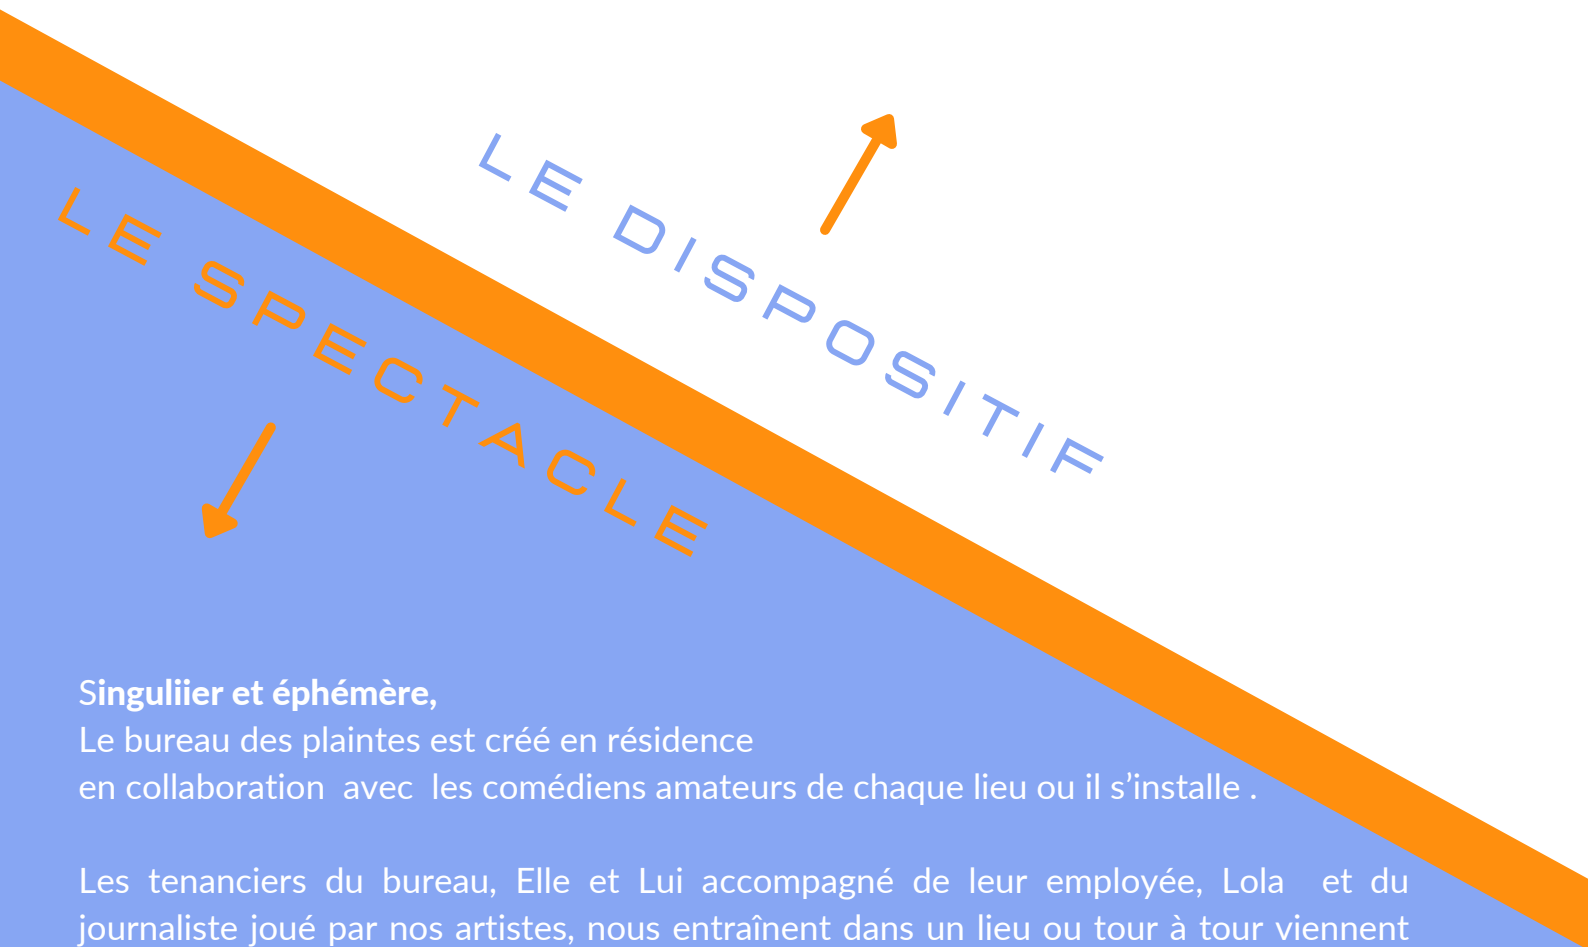 LE DISPOSITIF
LE SPECTACLE
Singuliier et éphémère,
Le bureau des plaintes est créé en résidence
en collaboration avec les comédiens amateurs de chaque lieu ou il s’installe .
Les tenanciers du bureau, Elle et Lui accompagné de leur employée, Lola et du
journaliste joué par nos artistes, nous entraînent dans un lieu ou tour à tour viennent